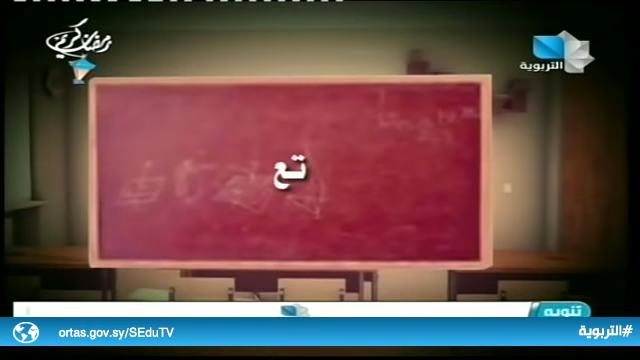 رمضان كريم
التربوية
تع
تنويه
ortas.gov.sy/SEduTV
#التربوية